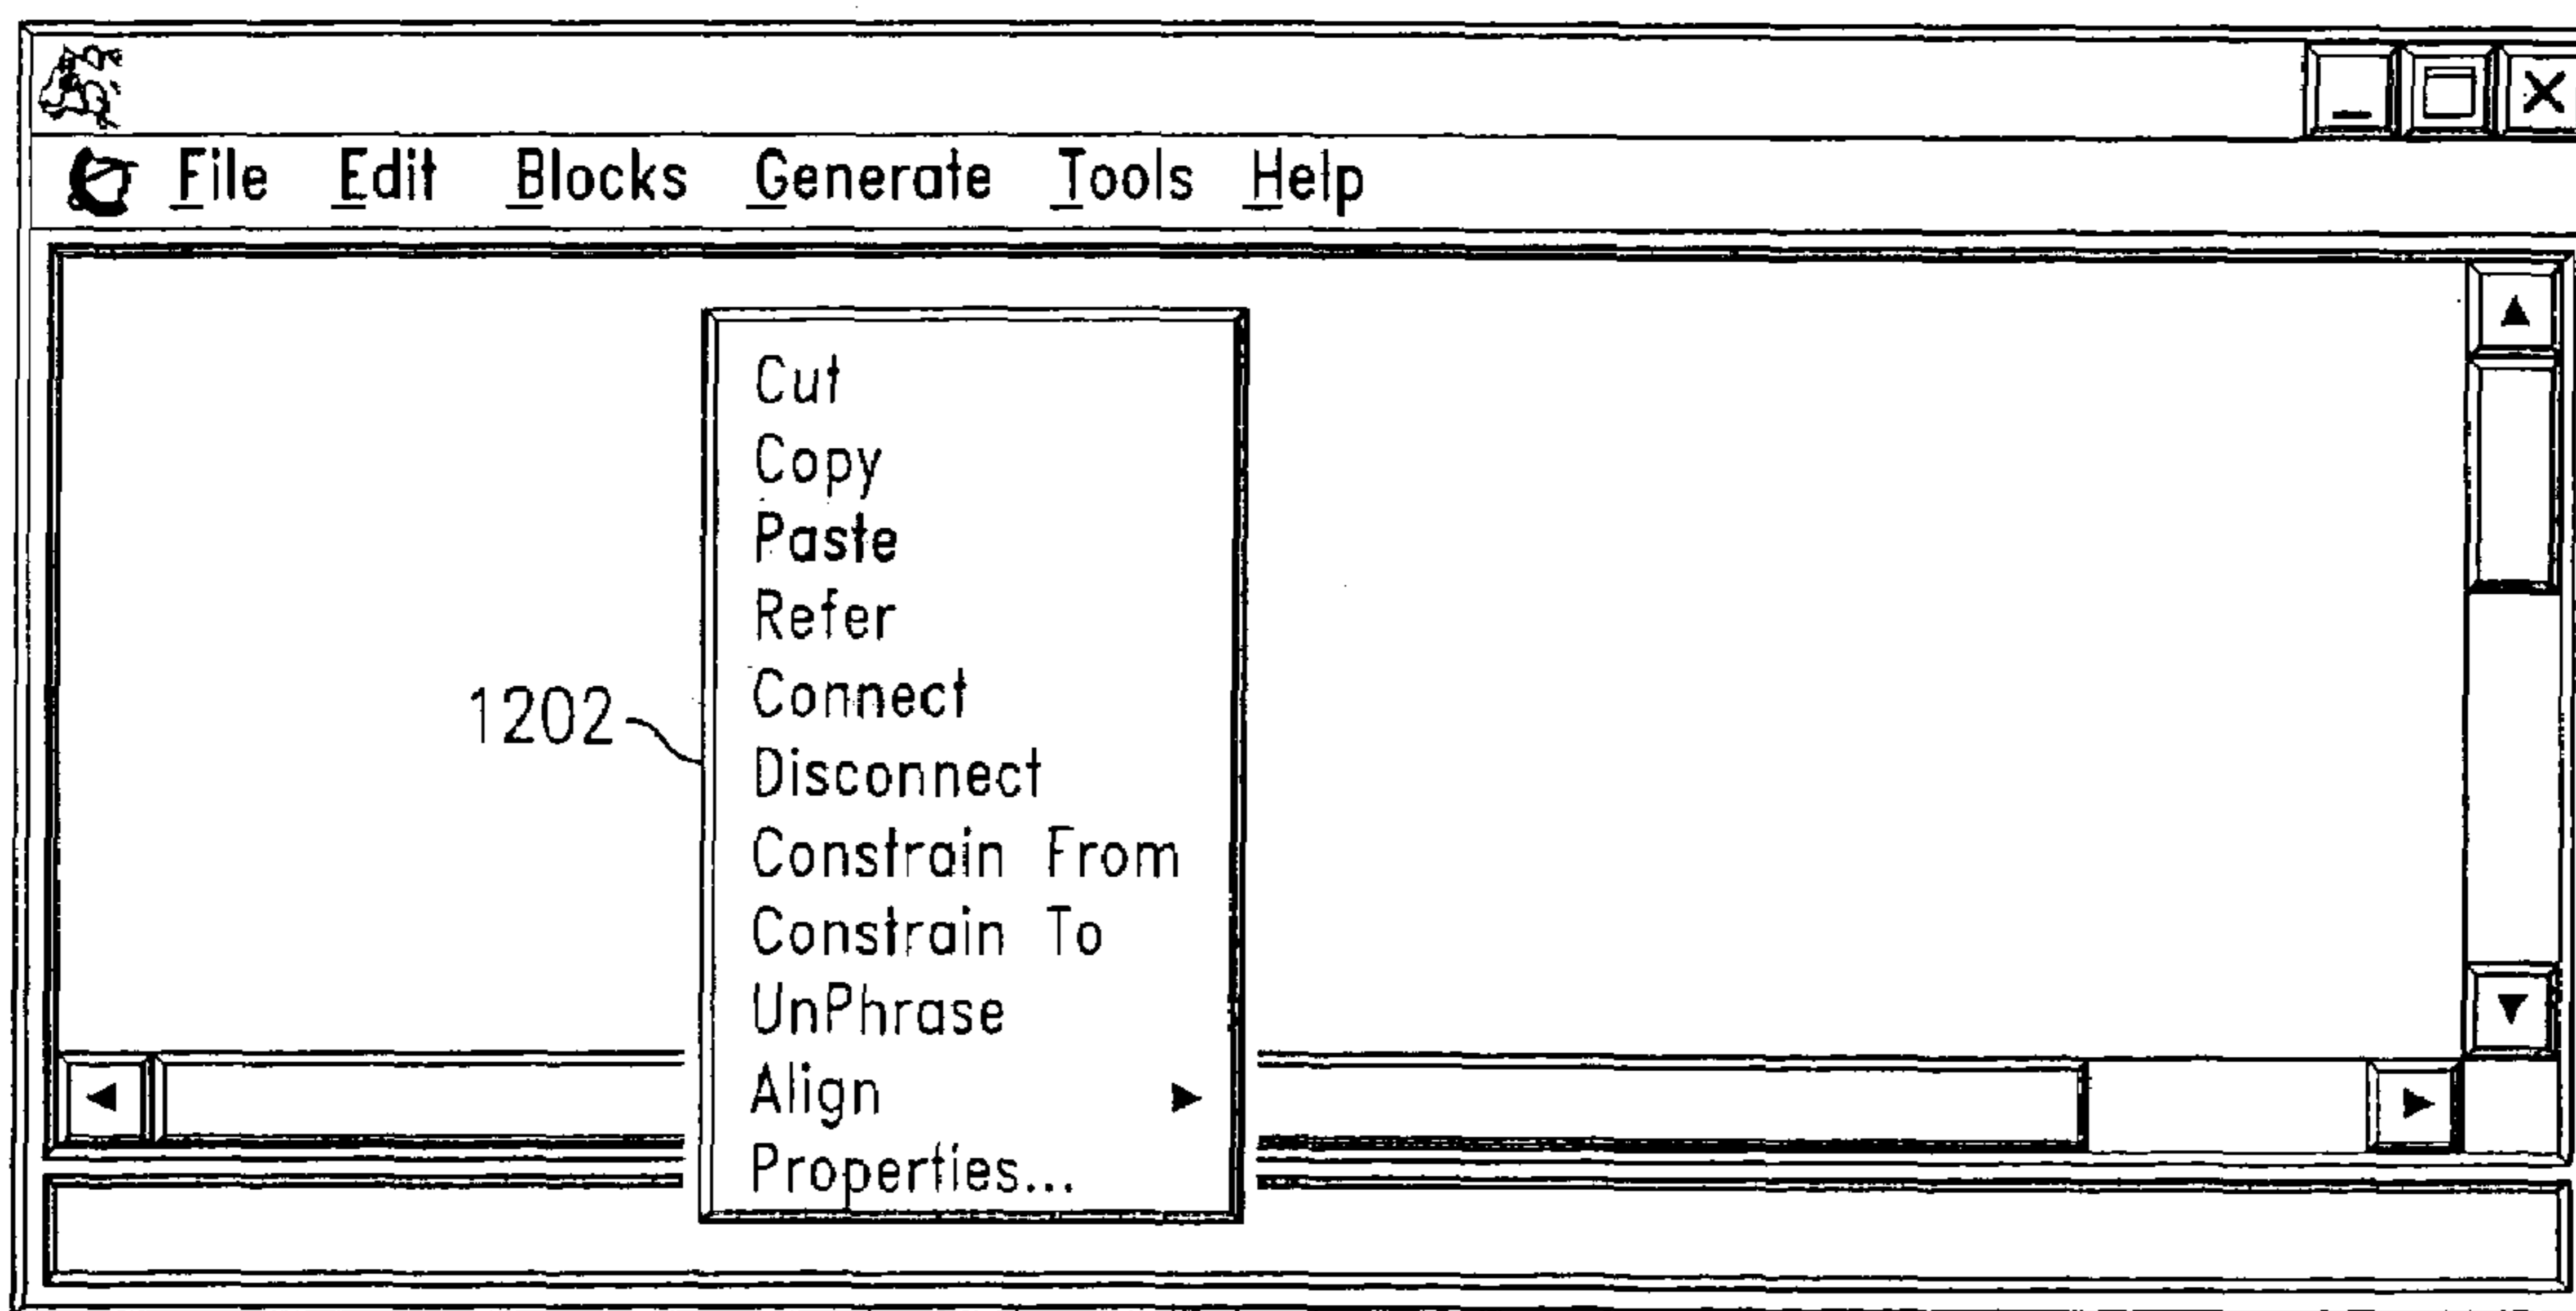 File Edit Blocks Generate Tools Help
Cut
Copy
Paste
Refer
Connect
1202
Disconnect
Constrain From
Constrain To
UnPhrase
Align
Properties...